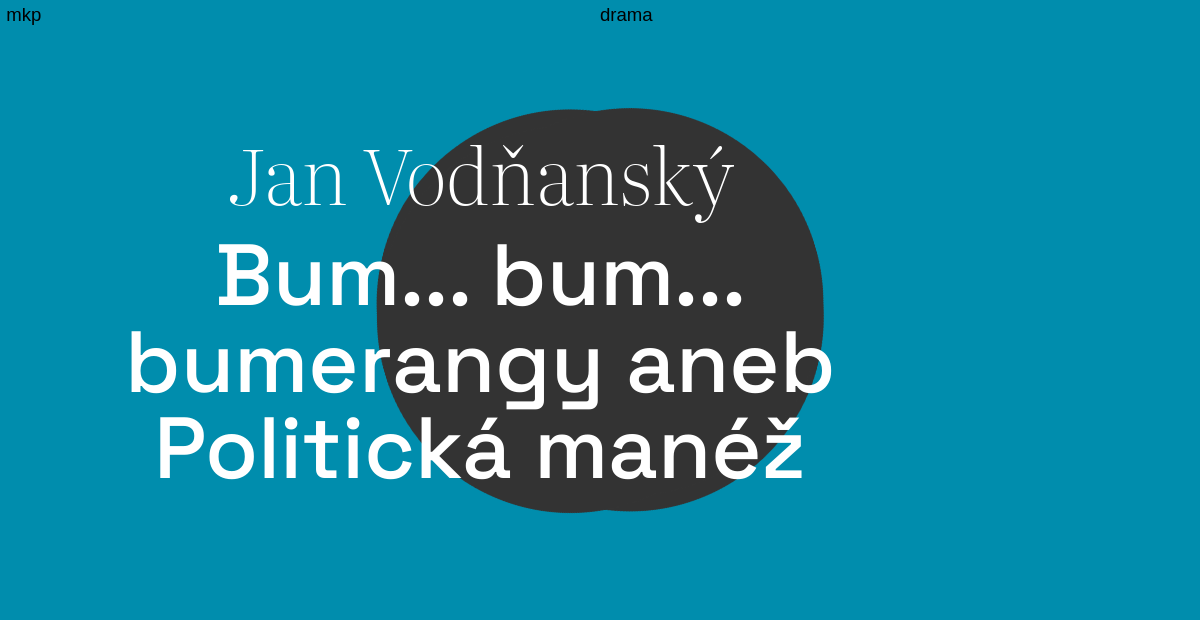 mkp
drama
Jan Vodňanský
Bum... bum...
bumerangy aneb
Politická manéž